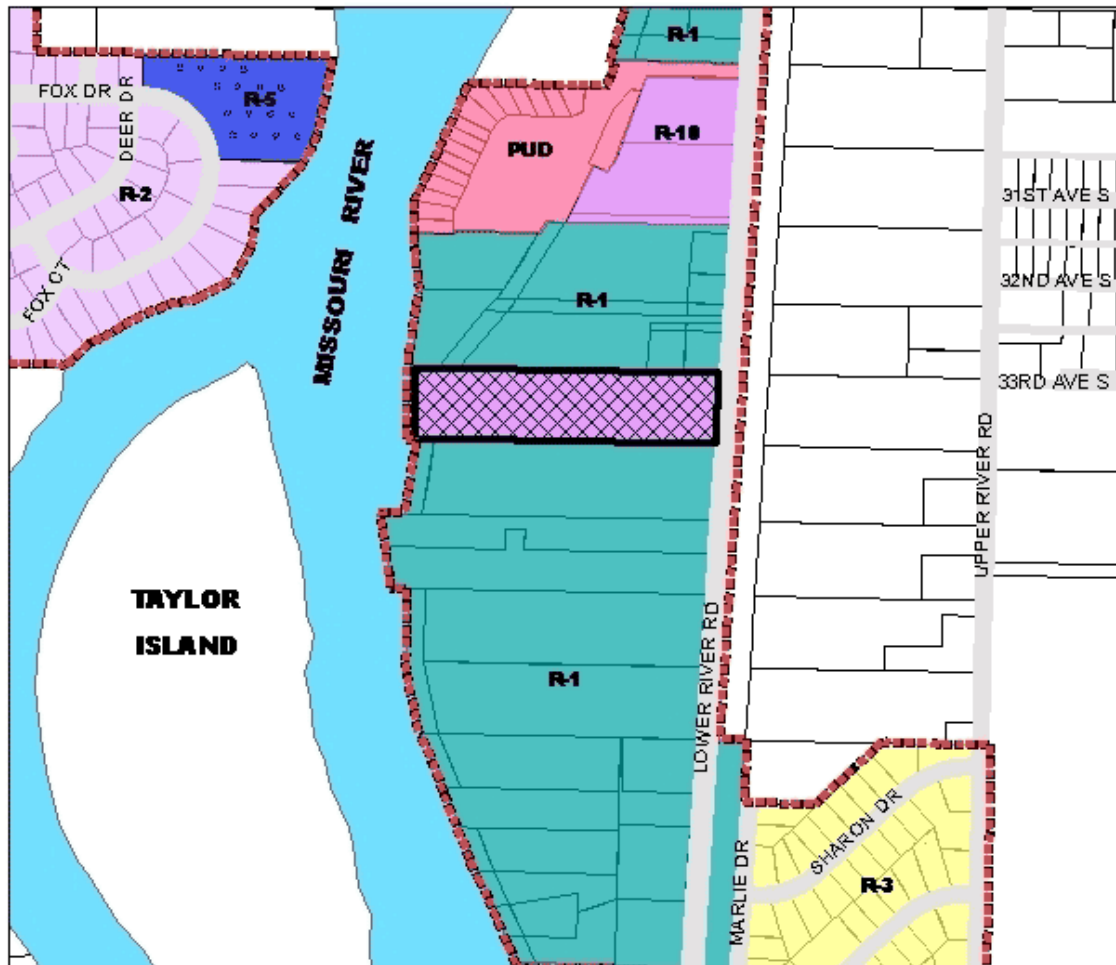 R-1
FOX DR
DEER DR
R-5
R-2
FOX CT
MISSOURI RIVER
PUD
R-10
31ST AVE S
32ND AVE S
33RD AVE S
R-1
UPPER RIVER RD
TAYLOR
ISLAND
R-1
LOWER RIVER RD
SHARON DR
R-3
MARLIE DR